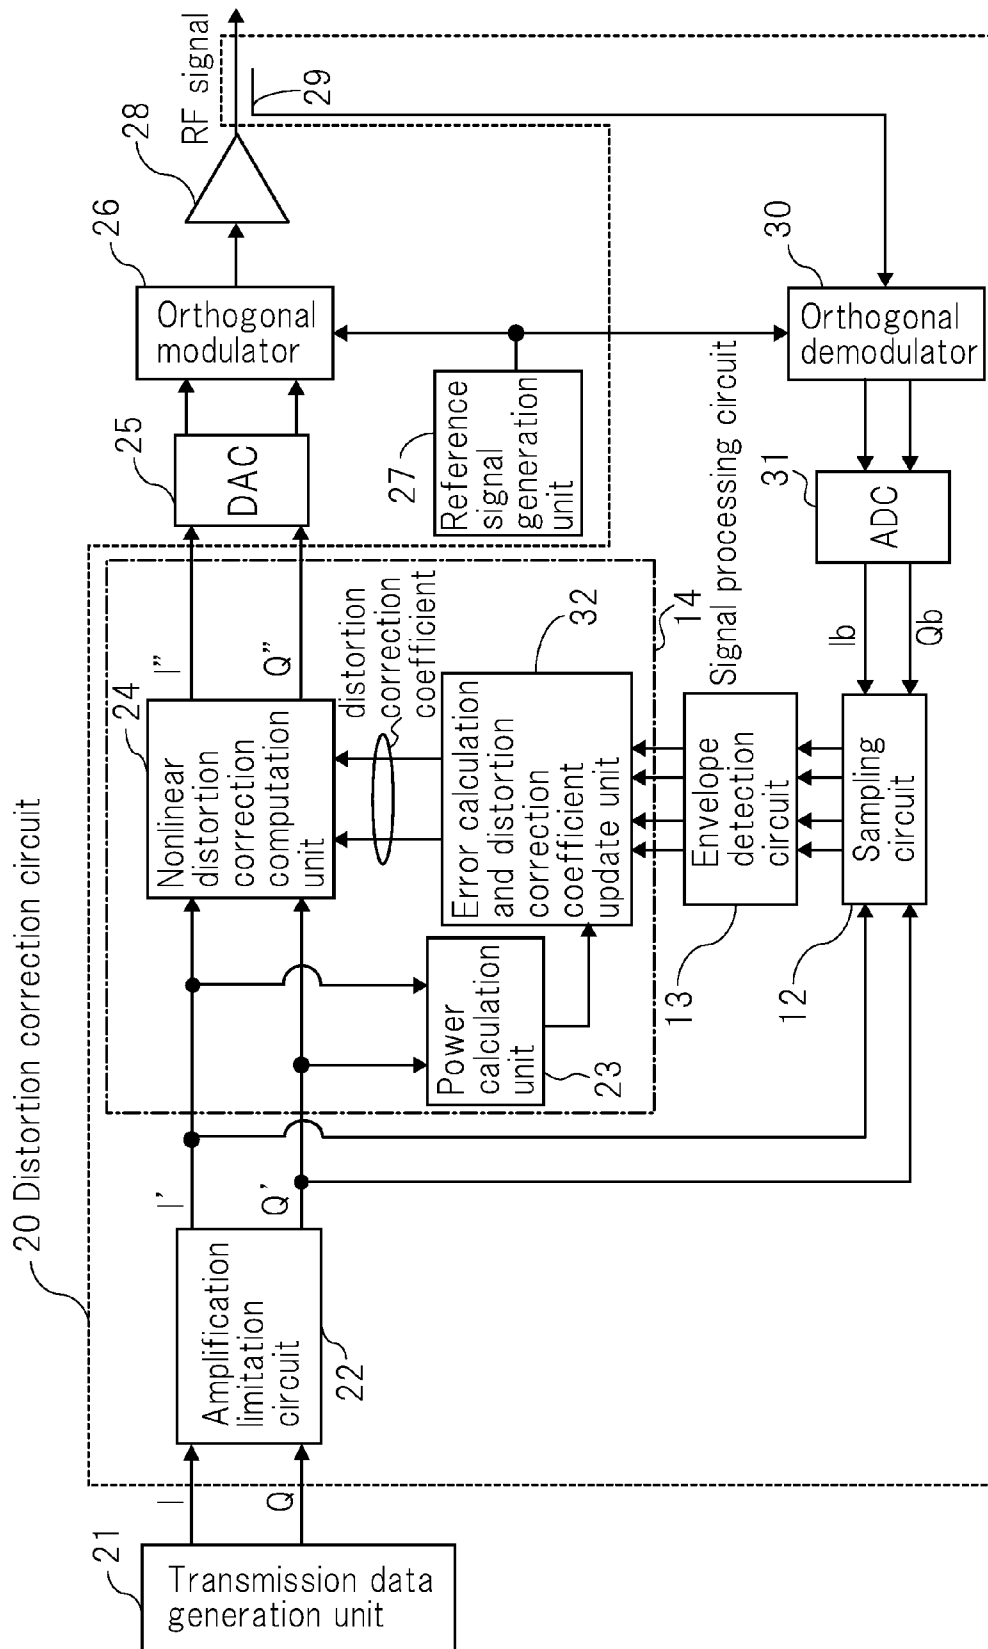 20 Distortion correction circuit
21
Transmission data
generation unit
I
Q
Amplification
limitation
circuit
22
I'
Q'
24
Nonlinear
distortion
correction
computation
unit
I"
Q"
25
DAC
26
Orthogonal
modulator
28
RF signal
29
Power
calculation
unit
23
distortion
correction
coefficient
Error calculation
and distortion
correction
coefficient
update unit
32
14
Signal processing circuit
27
Reference
signal
generation
unit
Envelope
detection
circuit
13
Sampling
circuit
12
Ib
Qb
31
ADC
30
Orthogonal
demodulator